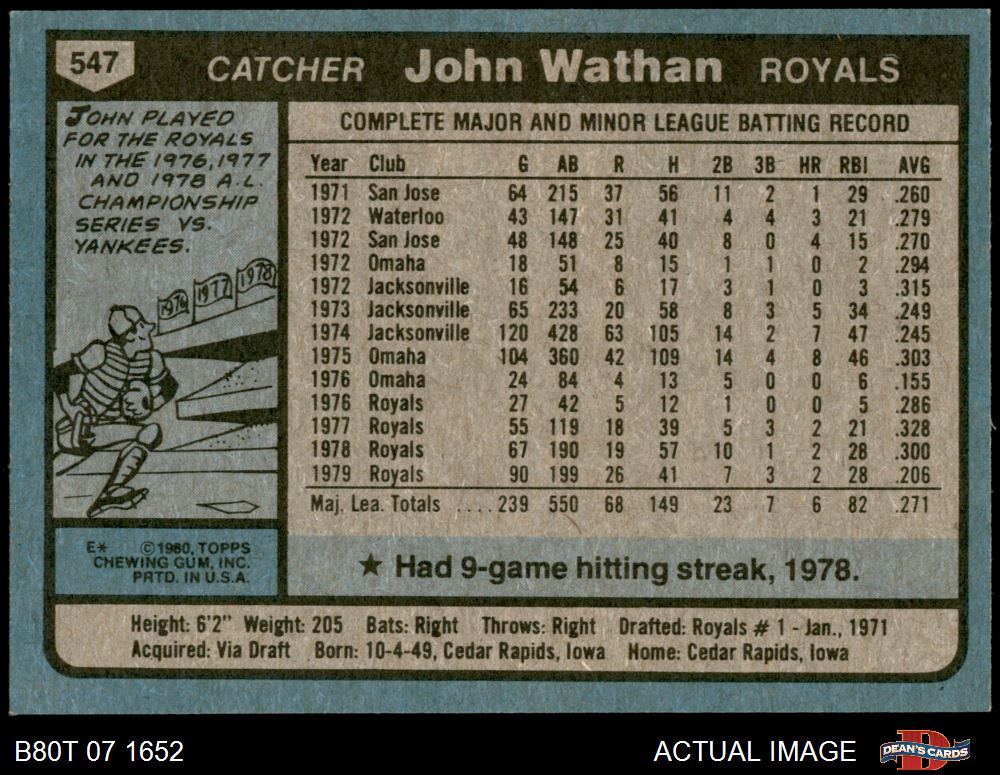 547 CATCHER John Wathan ROYALS
JOHN PLAYED
FOR THE ROYALS
IN THE 1976, 1977
AND 1978 A.L.
CHAMPIONSHIP
SERIES VS.
YANKEES.
1976 1977 1978
COMPLETE MAJOR AND MINOR LEAGUE BATTING RECORD
Year Club G AB R H 2B 3B HR RBI AVG
1971 San Jose 64 215 37 56 11 2 1 29 .260
1972 Waterloo 43 147 31 41 4 4 3 21 .279
1972 San Jose 48 148 25 40 8 0 4 15 .270
1972 Omaha 18 51 8 15 1 1 0 2 .294
1972 Jacksonville 16 54 6 17 3 1 0 3 .315
1973 Jacksonville 65 233 20 58 8 3 5 34 .249
1974 Jacksonville 120 428 63 105 14 2 7 47 .245
1975 Omaha 104 360 42 109 14 4 8 46 .303
1976 Omaha 24 84 4 13 5 0 0 6 .155
1976 Royals 27 42 5 12 1 0 0 5 .286
1977 Royals 55 119 18 39 5 3 2 21 .328
1978 Royals 67 190 19 57 10 1 2 28 .300
1979 Royals 90 199 26 41 7 3 2 28 .206
Maj. Lea. Totals .... 239 550 68 149 23 7 6 82 .271
★ Had 9-game hitting streak, 1978.
E* © 1980, TOPPS
CHEWING GUM, INC.
PRTD. IN U.S.A.
Height: 6'2" Weight: 205 Bats: Right Throws: Right Drafted: Royals # 1 - Jan., 1971
Acquired: Via Draft Born: 10-4-49, Cedar Rapids, Iowa Home: Cedar Rapids, Iowa
B80T 07 1652 ACTUAL IMAGE DEAN'S CARDS